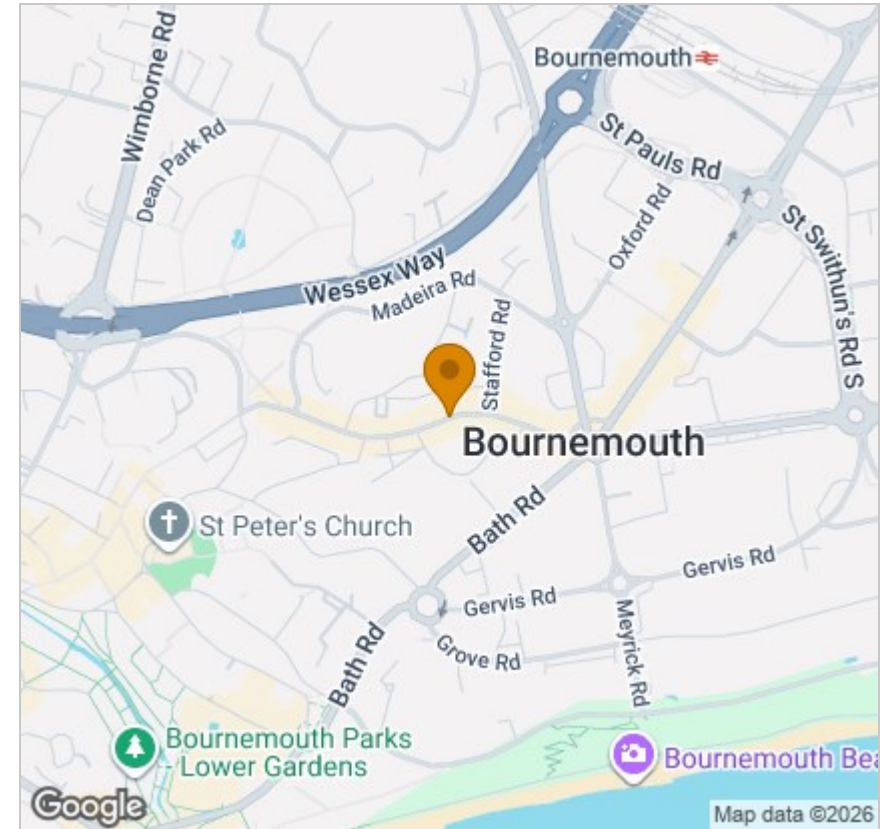 Bournemouth
Wimborne Rd
Dean Park Rd
St Pauls Rd
Oxford Rd
St Swithun's Rd S
Wessex Way
Madeira Rd
Stafford Rd
Bournemouth
St Peter's Church
Bath Rd
Gervis Rd
Gervis Rd
Meyrick Rd
Grove Rd
Bath Rd
Bournemouth Parks
- Lower Gardens
Bournemouth Bea
Google
Map data ©2026